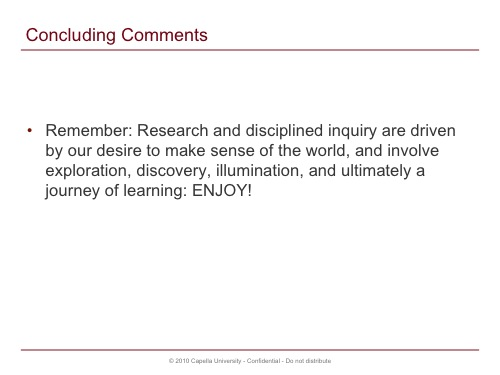 Concluding Comments
• Remember: Research and disciplined inquiry are driven
by our desire to make sense of the world, and involve
exploration, discovery, illumination, and ultimately a
journey of learning: ENJOY!
© 2010 Capella University - Confidential - Do not distribute